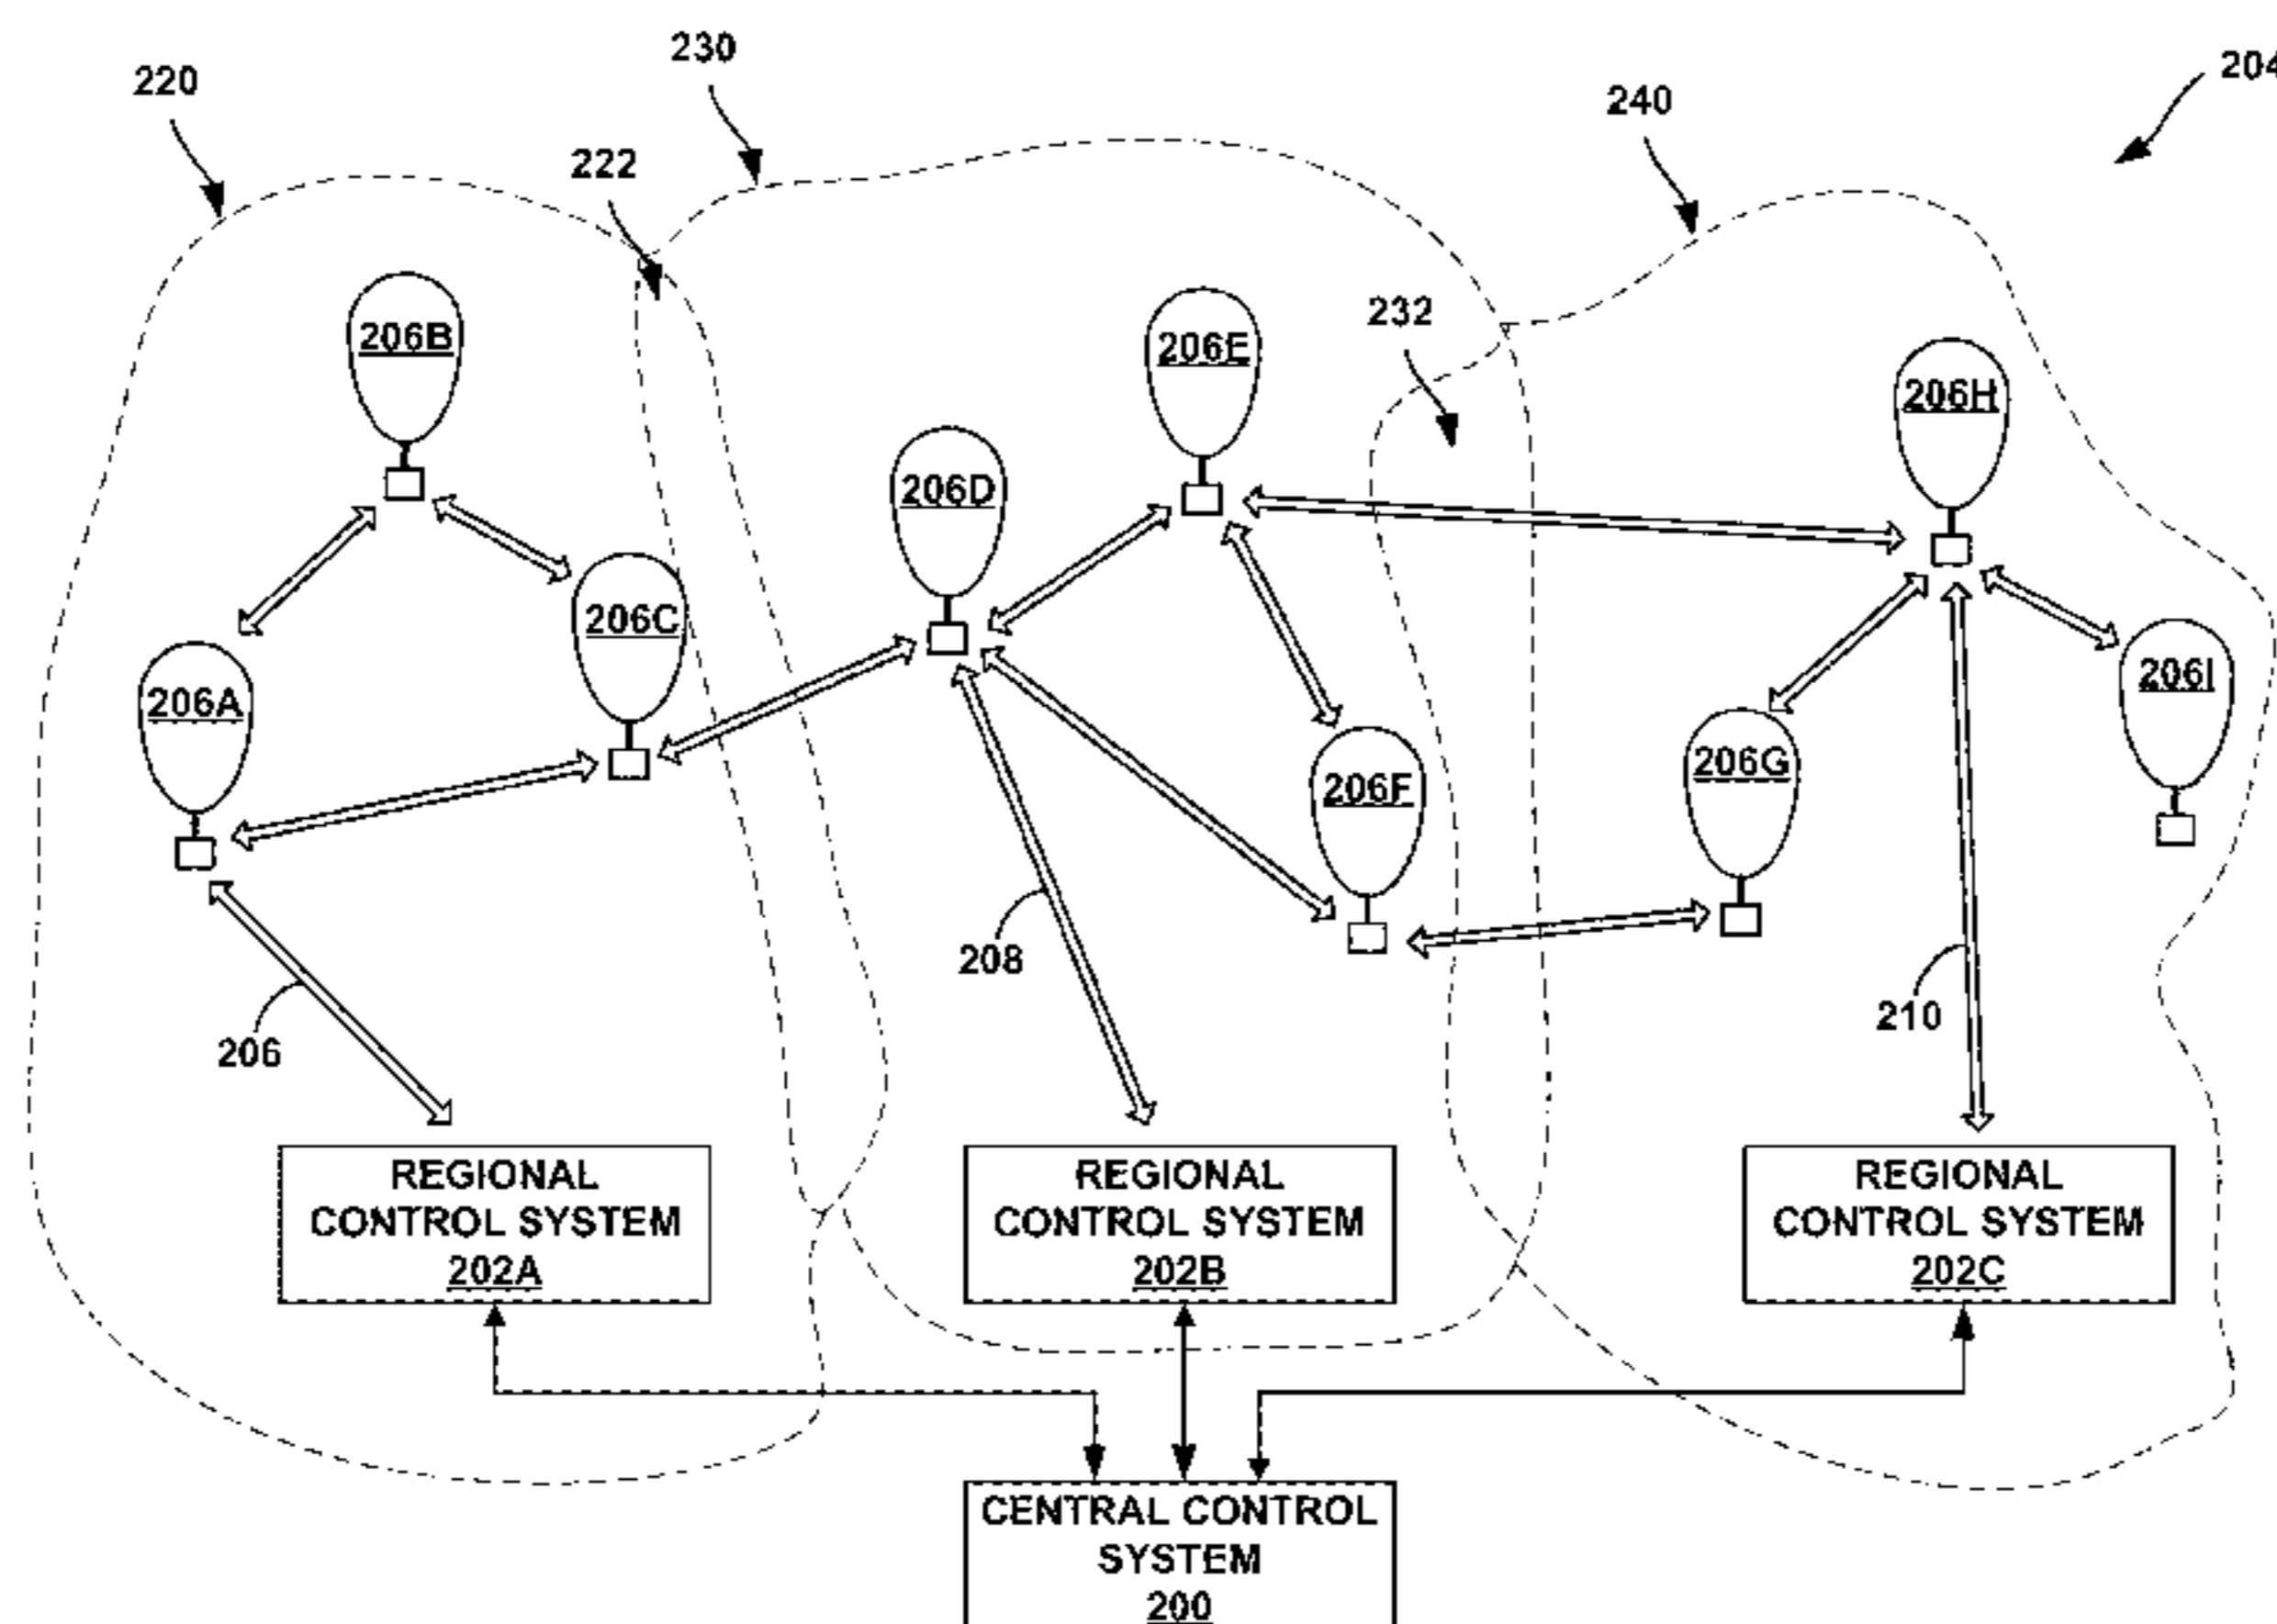 230
204
220
240
222
232
206B
206E
206H
206D
206C
206I
206A
206G
206F
208
210
206
REGIONAL
CONTROL SYSTEM
202A
REGIONAL
CONTROL SYSTEM
202B
REGIONAL
CONTROL SYSTEM
202C
CENTRAL CONTROL
SYSTEM
200